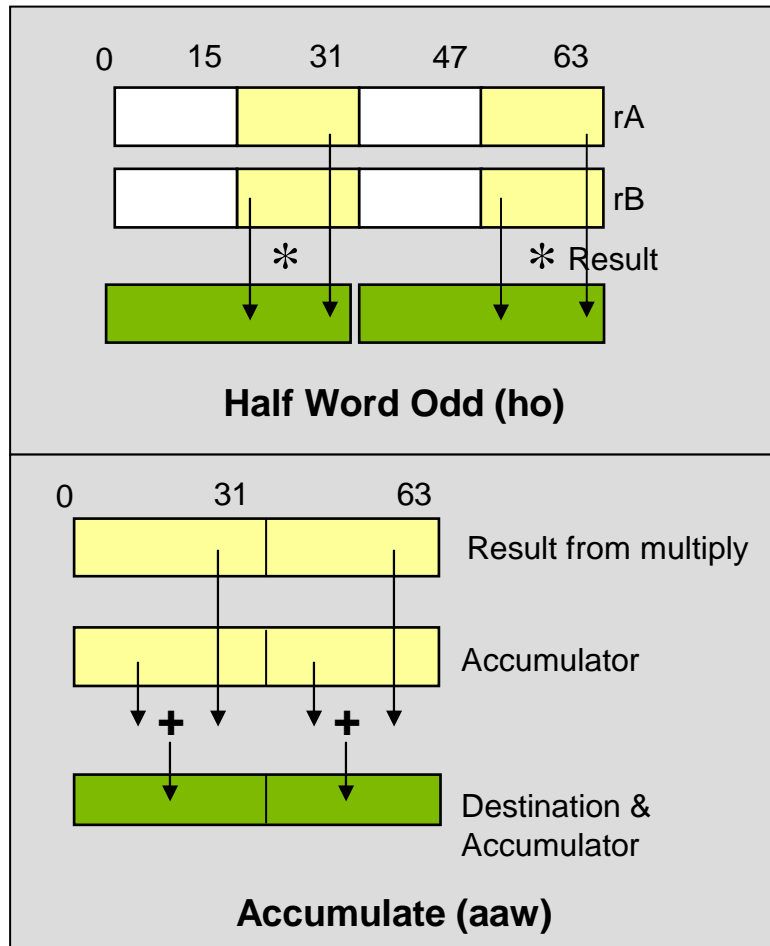 0 15 31 47 63
rA
rB
* * Result
Half Word Odd (ho)
0 31 63
Result from multiply
Accumulator
+ +
Destination &
Accumulator
Accumulate (aaw)